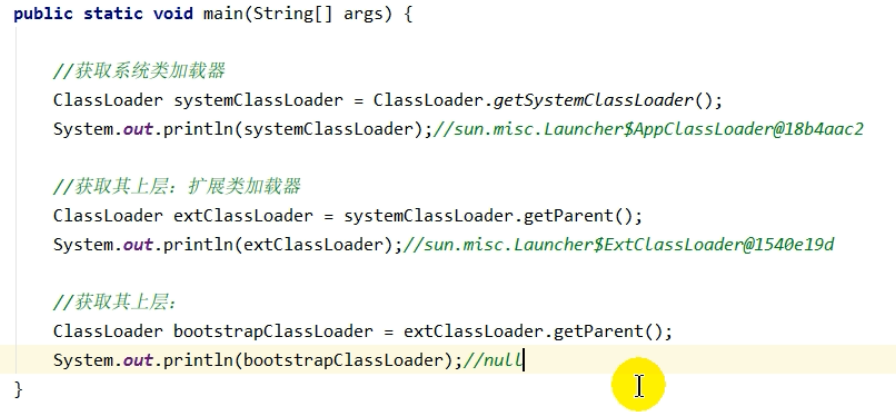 public static void main(String[] args) {
//获取系统类加载器
ClassLoader systemClassLoader = ClassLoader.getSystemClassLoader();
System.out.println(systemClassLoader);//sun.misc.Launcher$AppClassLoader@18b4aac2
//获取其上层：扩展类加载器
ClassLoader extClassLoader = systemClassLoader.getParent();
System.out.println(extClassLoader);//sun.misc.Launcher$ExtClassLoader@1540e19d
//获取其上层：
ClassLoader bootstrapClassLoader = extClassLoader.getParent();
System.out.println(bootstrapClassLoader);//null
}